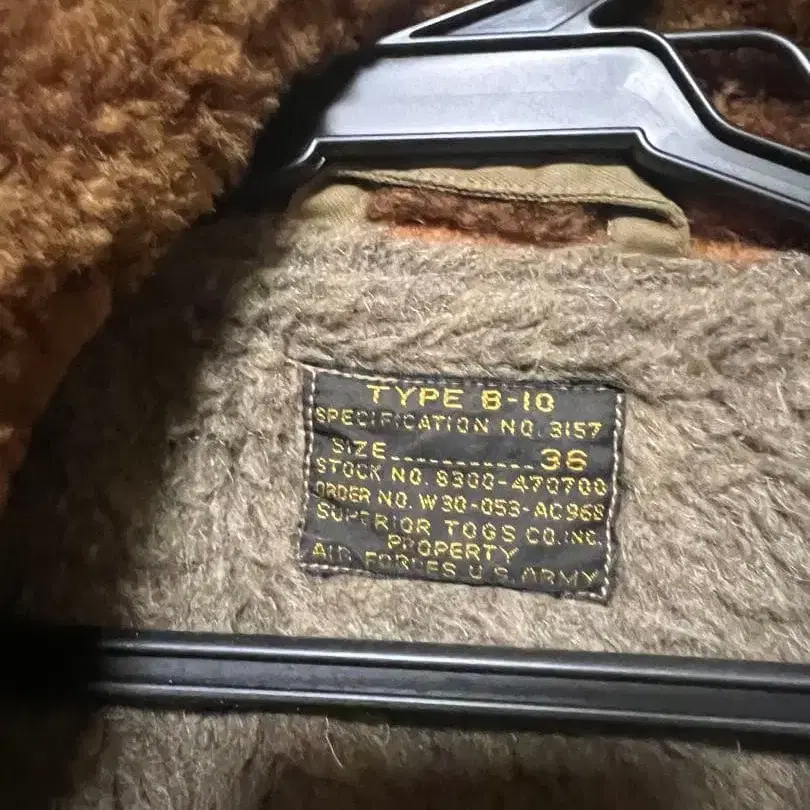 TYPE B-10
SPECIFICATION NO. 3157
SIZE............36
STOCK NO. 8300-470700
ORDER NO. W30-053-AC968
SUPERIOR TOGS CO. INC.
PROPERTY
AIR FORCES U.S. ARMY